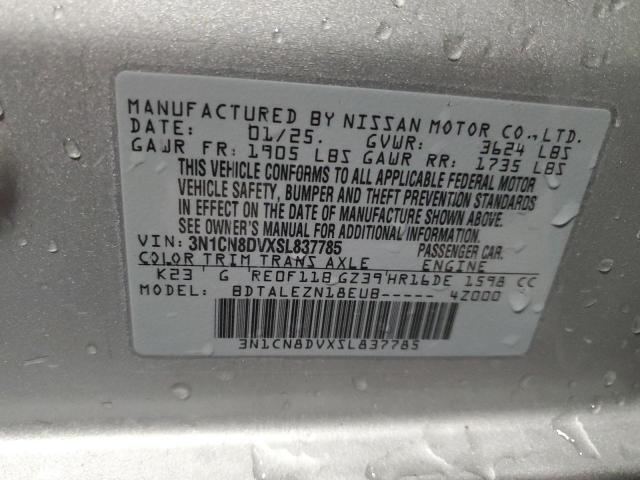 MANUFACTURED BY NISSAN MOTOR CO., LTD.
DATE: 01/25. GVWR: 3624 LBS
GAWR FR: 1905 LBS GAWR RR: 1735 LBS
THIS VEHICLE CONFORMS TO ALL APPLICABLE FEDERAL MOTOR
VEHICLE SAFETY, BUMPER AND THEFT PREVENTION STANDARDS
IN EFFECT ON THE DATE OF MANUFACTURE SHOWN ABOVE.
SEE OWNER'S MANUAL FOR ADDITIONAL INFORMATION.
VIN: 3N1CN8DVXSL837785 PASSENGER CAR.
COLOR TRIM TRANS AXLE ENGINE
K23 G RE0F11B GZ39 HR16DE 1598 CC
MODEL: BDTALEZN18EUB----- 4Z000
3N1CN8DVXSL837785